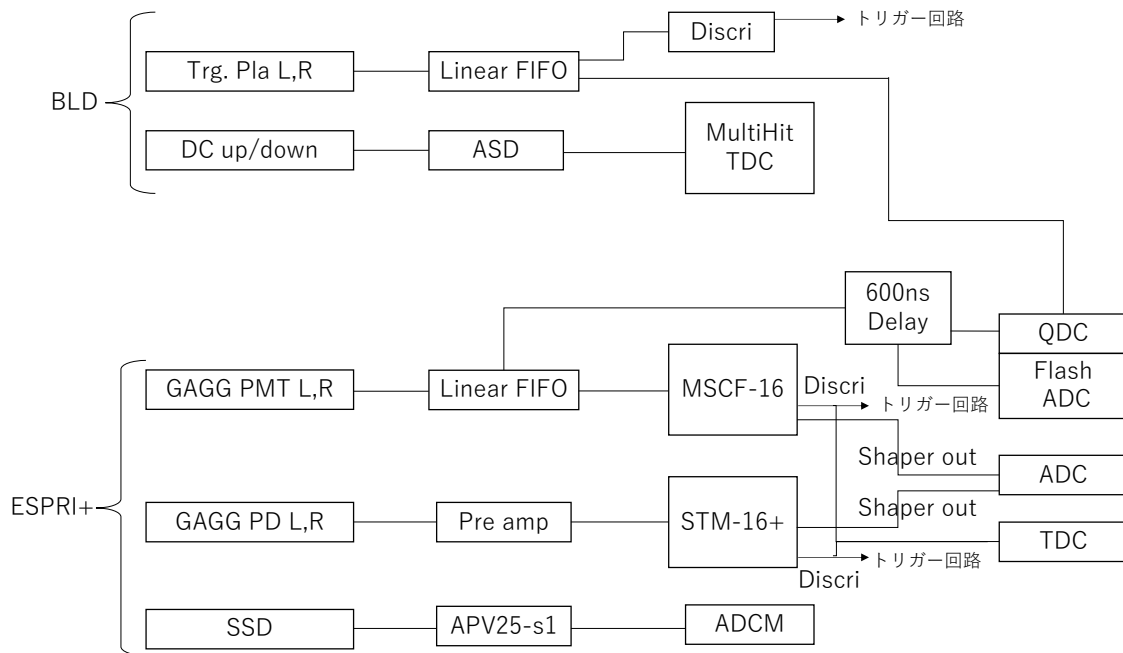 Discri
トリガー回路
Trg. Pla L,R
Linear FIFO
BLD
DC up/down
ASD
MultiHit
TDC
600ns
Delay
QDC
Flash
ADC
GAGG PMT L,R
Linear FIFO
MSCF-16
Discri
トリガー回路
Shaper out
ADC
ESPRI+
GAGG PD L,R
Pre amp
STM-16+
Shaper out
TDC
トリガー回路
Discri
SSD
APV25-s1
ADCM